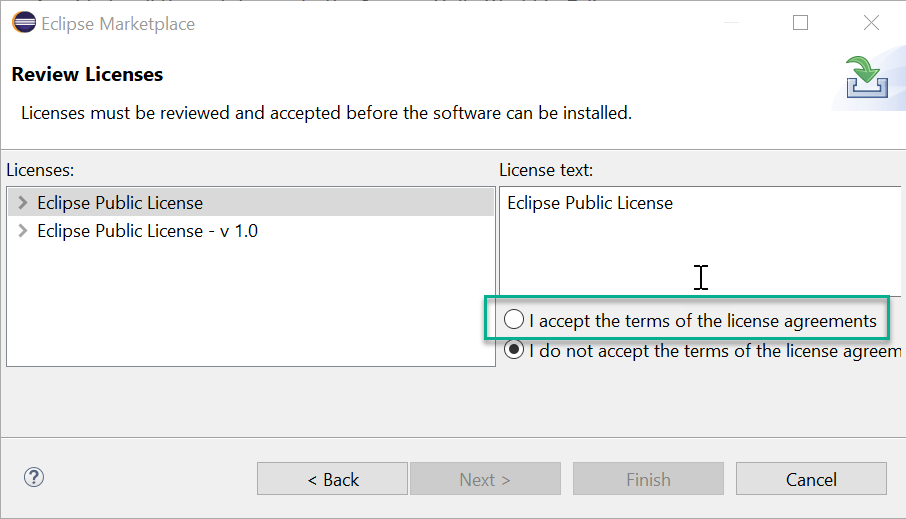 Eclipse Marketplace
Review Licenses
Licenses must be reviewed and accepted before the software can be installed.
Licenses:
License text:
Eclipse Public License
Eclipse Public License - v 1.0
Eclipse Public License
I accept the terms of the license agreements
I do not accept the terms of the license agreem
?
< Back
Next >
Finish
Cancel